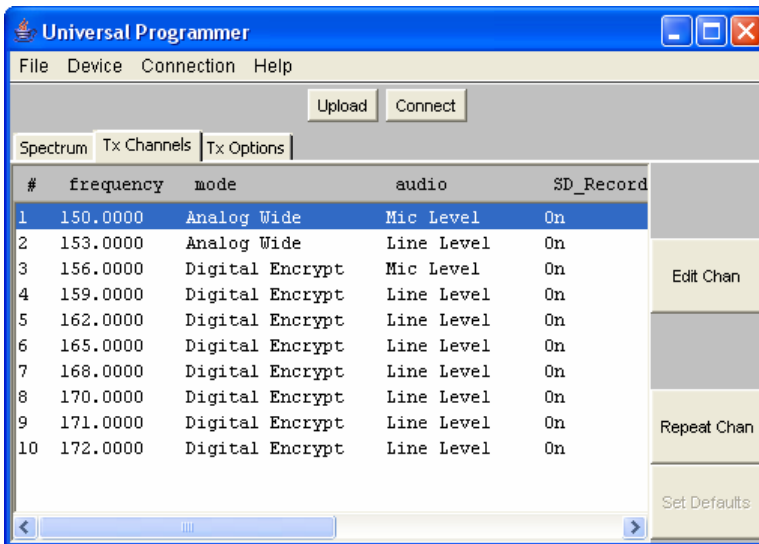 Universal Programmer
File Device Connection Help
Upload Connect
Spectrum Tx Channels Tx Options
# frequency mode audio SD_Record
1 150.0000 Analog Wide Mic Level On
2 153.0000 Analog Wide Line Level On
3 156.0000 Digital Encrypt Mic Level On
4 159.0000 Digital Encrypt Line Level On
5 162.0000 Digital Encrypt Line Level On
6 165.0000 Digital Encrypt Line Level On
7 168.0000 Digital Encrypt Line Level On
8 170.0000 Digital Encrypt Line Level On
9 171.0000 Digital Encrypt Line Level On
10 172.0000 Digital Encrypt Line Level On
Edit Chan
Repeat Chan
Set Defaults